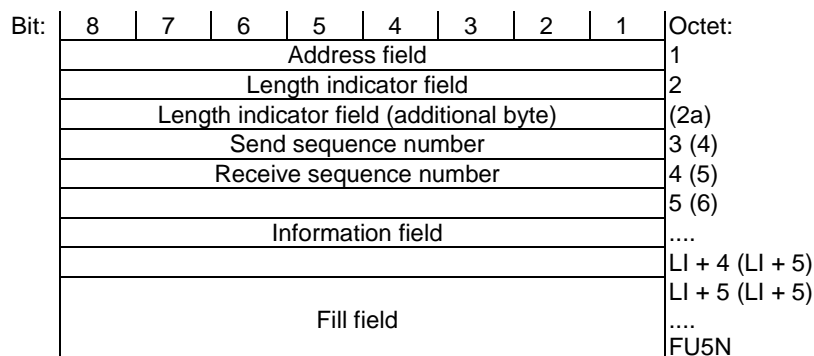 Bit: 8 7 6 5 4 3 2 1 Octet:
Address field 1
Length indicator field 2
Length indicator field (additional byte) (2a)
Send sequence number 3 (4)
Receive sequence number 4 (5)
5 (6)
Information field ....
LI + 4 (LI + 5)
LI + 5 (LI + 5)
Fill field ....
FU5N